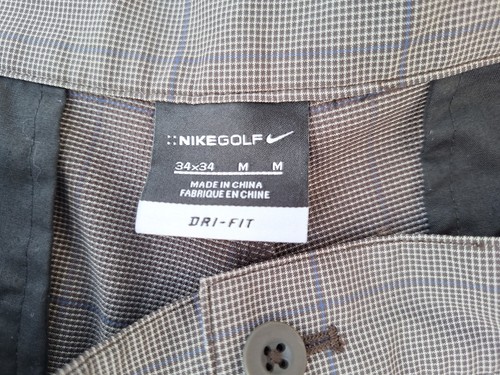 ::NIKEGOLF
34x34 M M
MADE IN CHINA
FABRIQUE EN CHINE
DRI-FIT